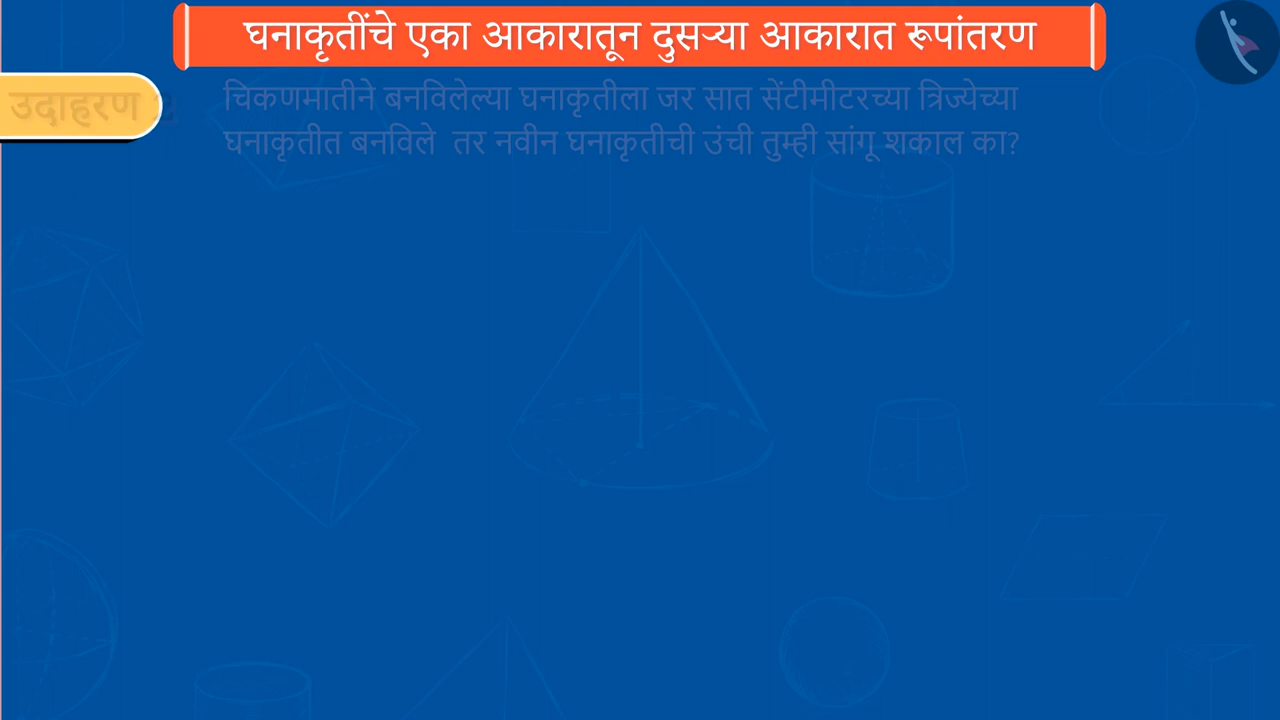 घनाकृतींचे एका आकारातून दुसऱ्या आकारात रूपांतरण
उदाहरण 2
चिकणमातीने बनविलेल्या घनाकृतीला जर सात सेंटीमीटरच्या त्रिज्येच्या
घनाकृतीत बनविले तर नवीन घनाकृतीची उंची तुम्ही सांगू शकाल का?